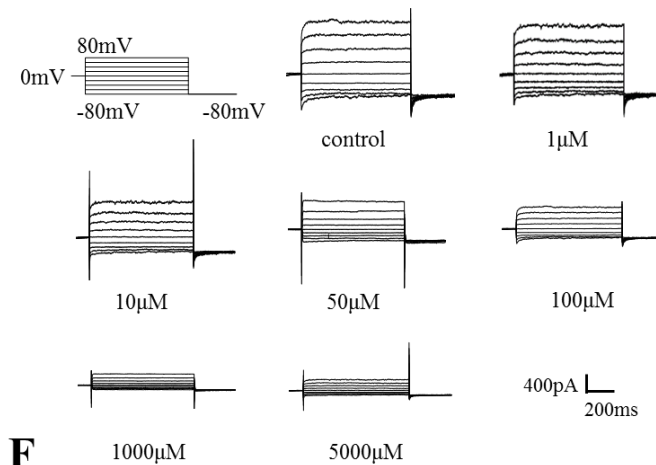 80mV
0mV
-80mV
-80mV
control
1μM
10μM
50μM
100μM
400pA
200ms
1000μM
5000μM
F